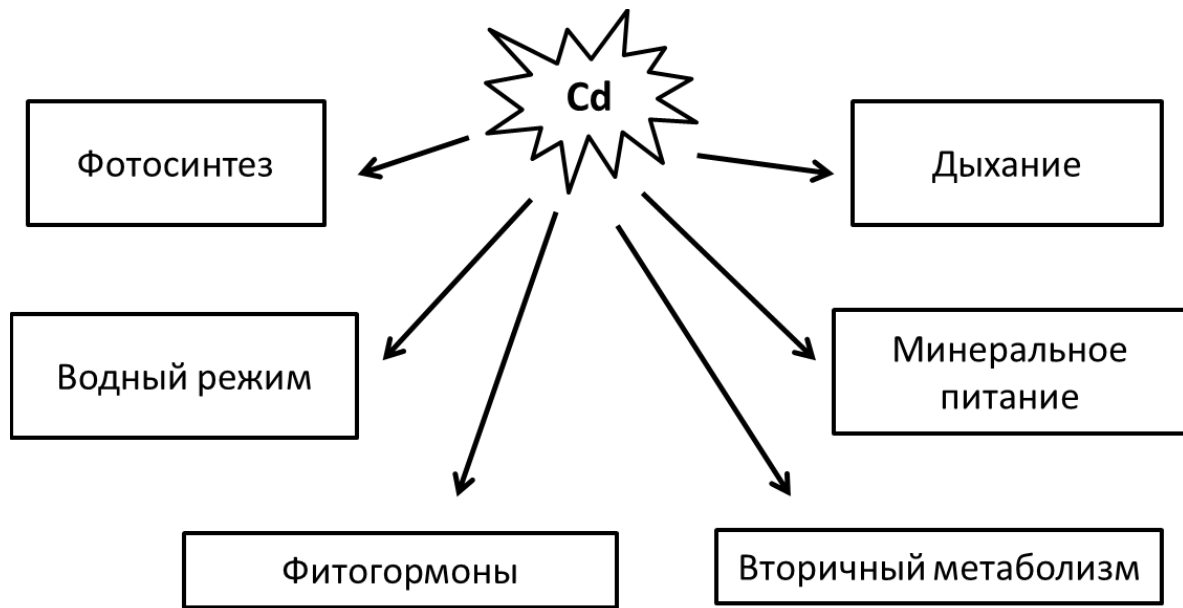 Cd
Фотосинтез
Дыхание
Водный режим
Минеральное
питание
Фитогормоны
Вторичный метаболизм